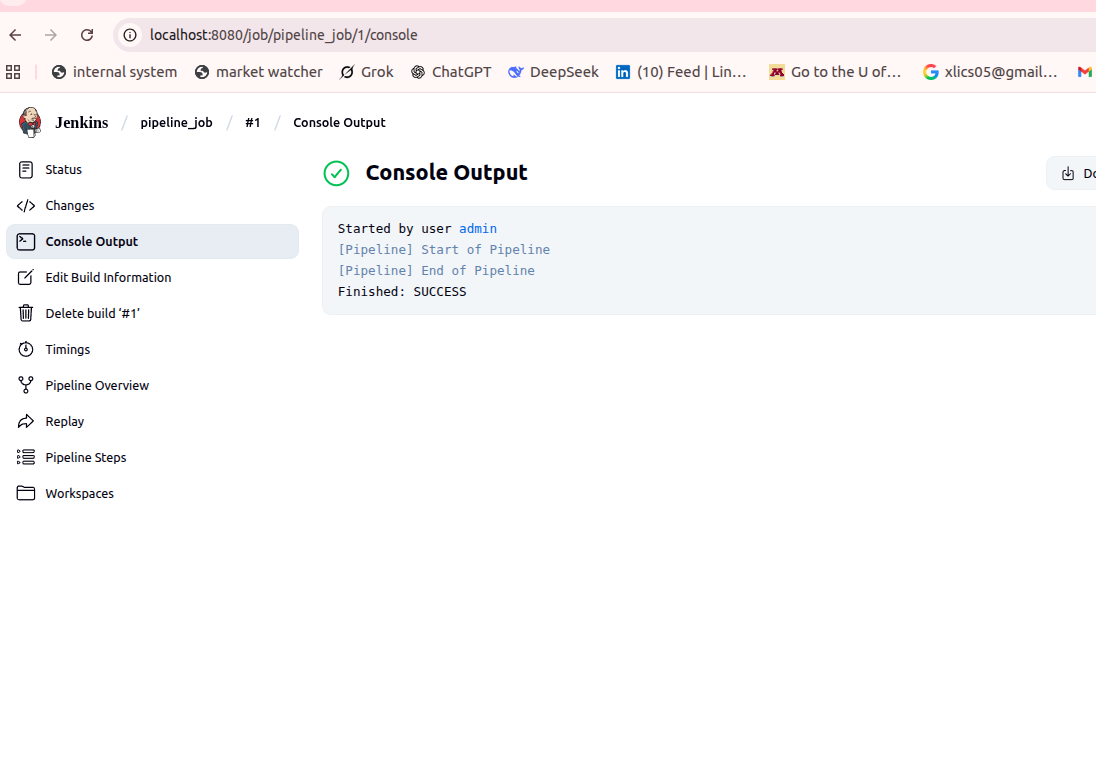 localhost:8080/job/pipeline_job/1/console
internal system market watcher Grok ChatGPT DeepSeek (10) Feed | Lin... Go to the U of... xlics05@gmail...
Jenkins / pipeline_job / #1 / Console Output
Status
Changes
Console Output
Edit Build Information
Delete build ‘#1’
Timings
Pipeline Overview
Replay
Pipeline Steps
Workspaces
Console Output
Started by user admin
[Pipeline] Start of Pipeline
[Pipeline] End of Pipeline
Finished: SUCCESS